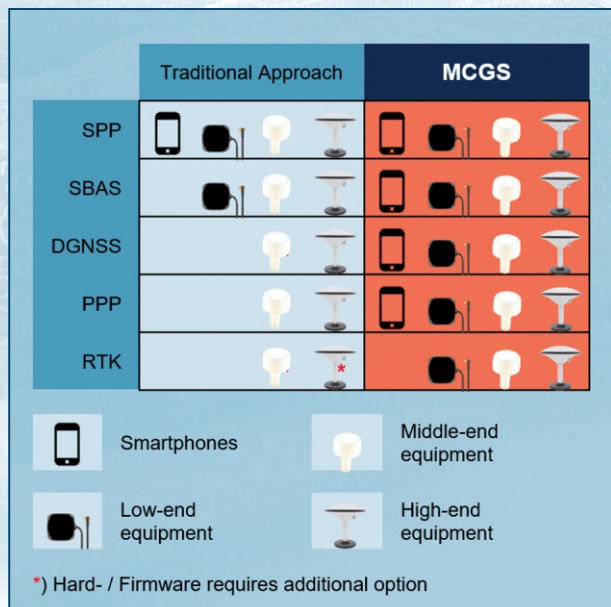 Traditional Approach MCGS
SPP
SBAS
DGNSS
PPP
RTK
*
Smartphones
Middle-end
equipment
Low-end
equipment
High-end
equipment
*) Hard- / Firmware requires additional option